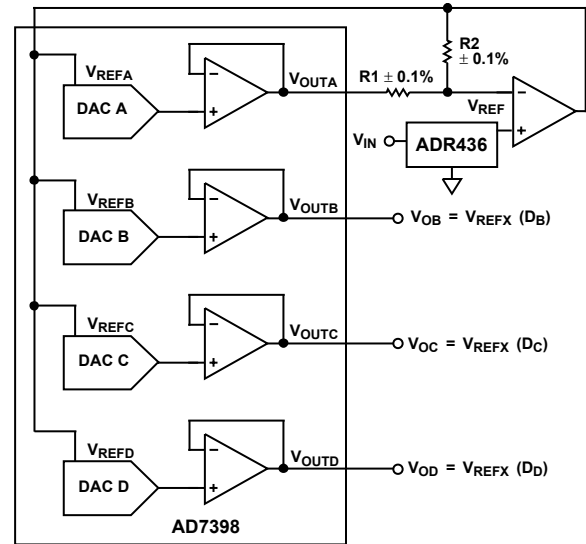 R2
± 0.1%
R1 ± 0.1%
VREFA
DAC A
−
+
VOUTA
VREF
−
+
VIN
ADR436
VREFB
DAC B
−
+
VOUTB
VOB = VREFX (DB)
VREFC
DAC C
−
+
VOUTC
VOC = VREFX (DC)
VREFD
DAC D
−
+
VOUTD
VOD = VREFX (DD)
AD7398